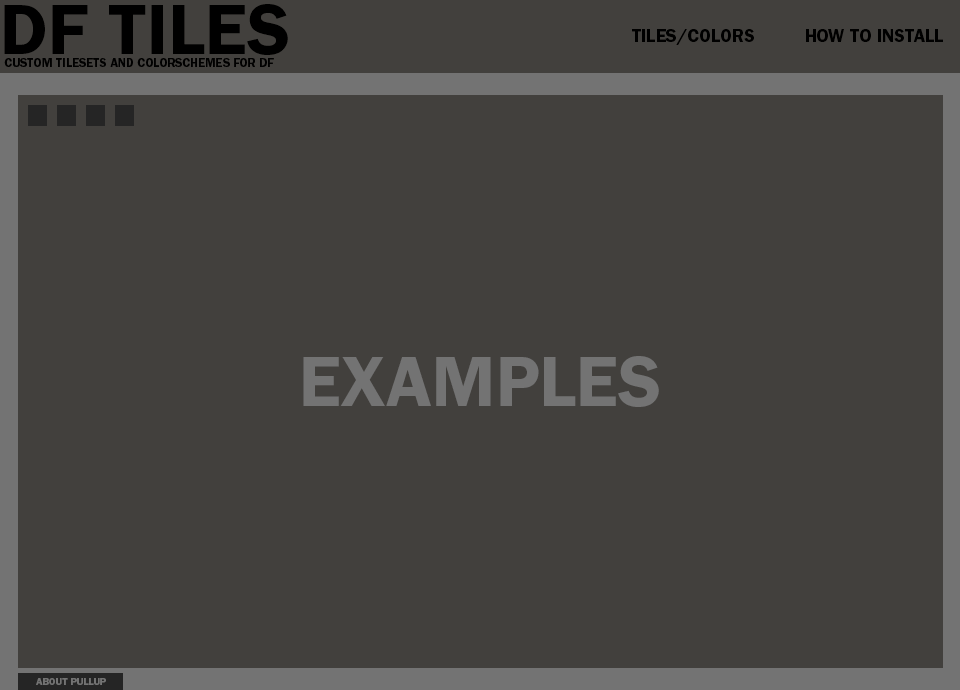 DF TILES
CUSTOM TILESETS AND COLORSCHEMES FOR DF
TILES/COLORS
HOW TO INSTALL
EXAMPLES
ABOUT PULLUP